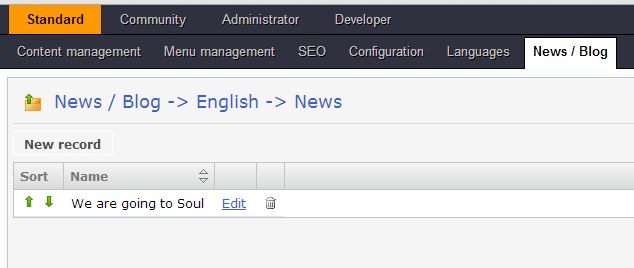 Standard Community Administrator Developer
Content management Menu management SEO Configuration Languages News / Blog
News / Blog -> English -> News
New record
Sort Name
We are going to Soul Edit